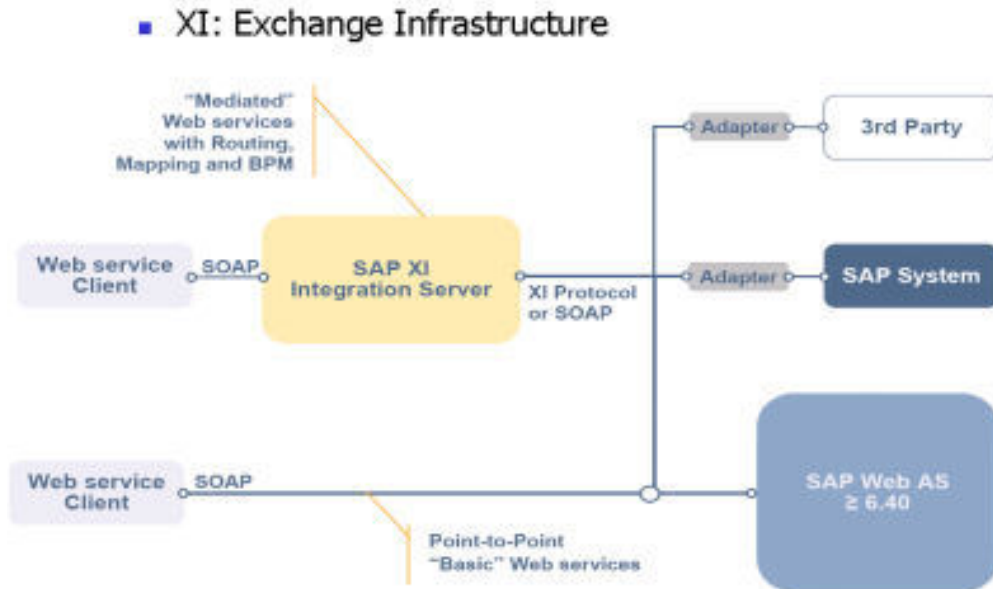 XI: Exchange Infrastructure
“Mediated”
Web services
with Routing,
Mapping and BPM
Adapter
3rd Party
Web service
Client
SOAP
SAP XI
Integration Server
XI Protocol
or SOAP
Adapter
SAP System
Web service
Client
SOAP
SAP Web AS
≥ 6.40
Point-to-Point
“Basic” Web services